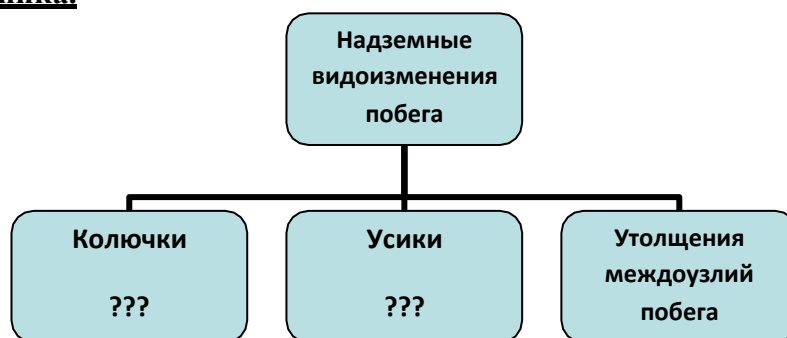 Надземные
видоизменения
побега
Колючки
???
Усики
???
Утолщения
междоузлий
побега